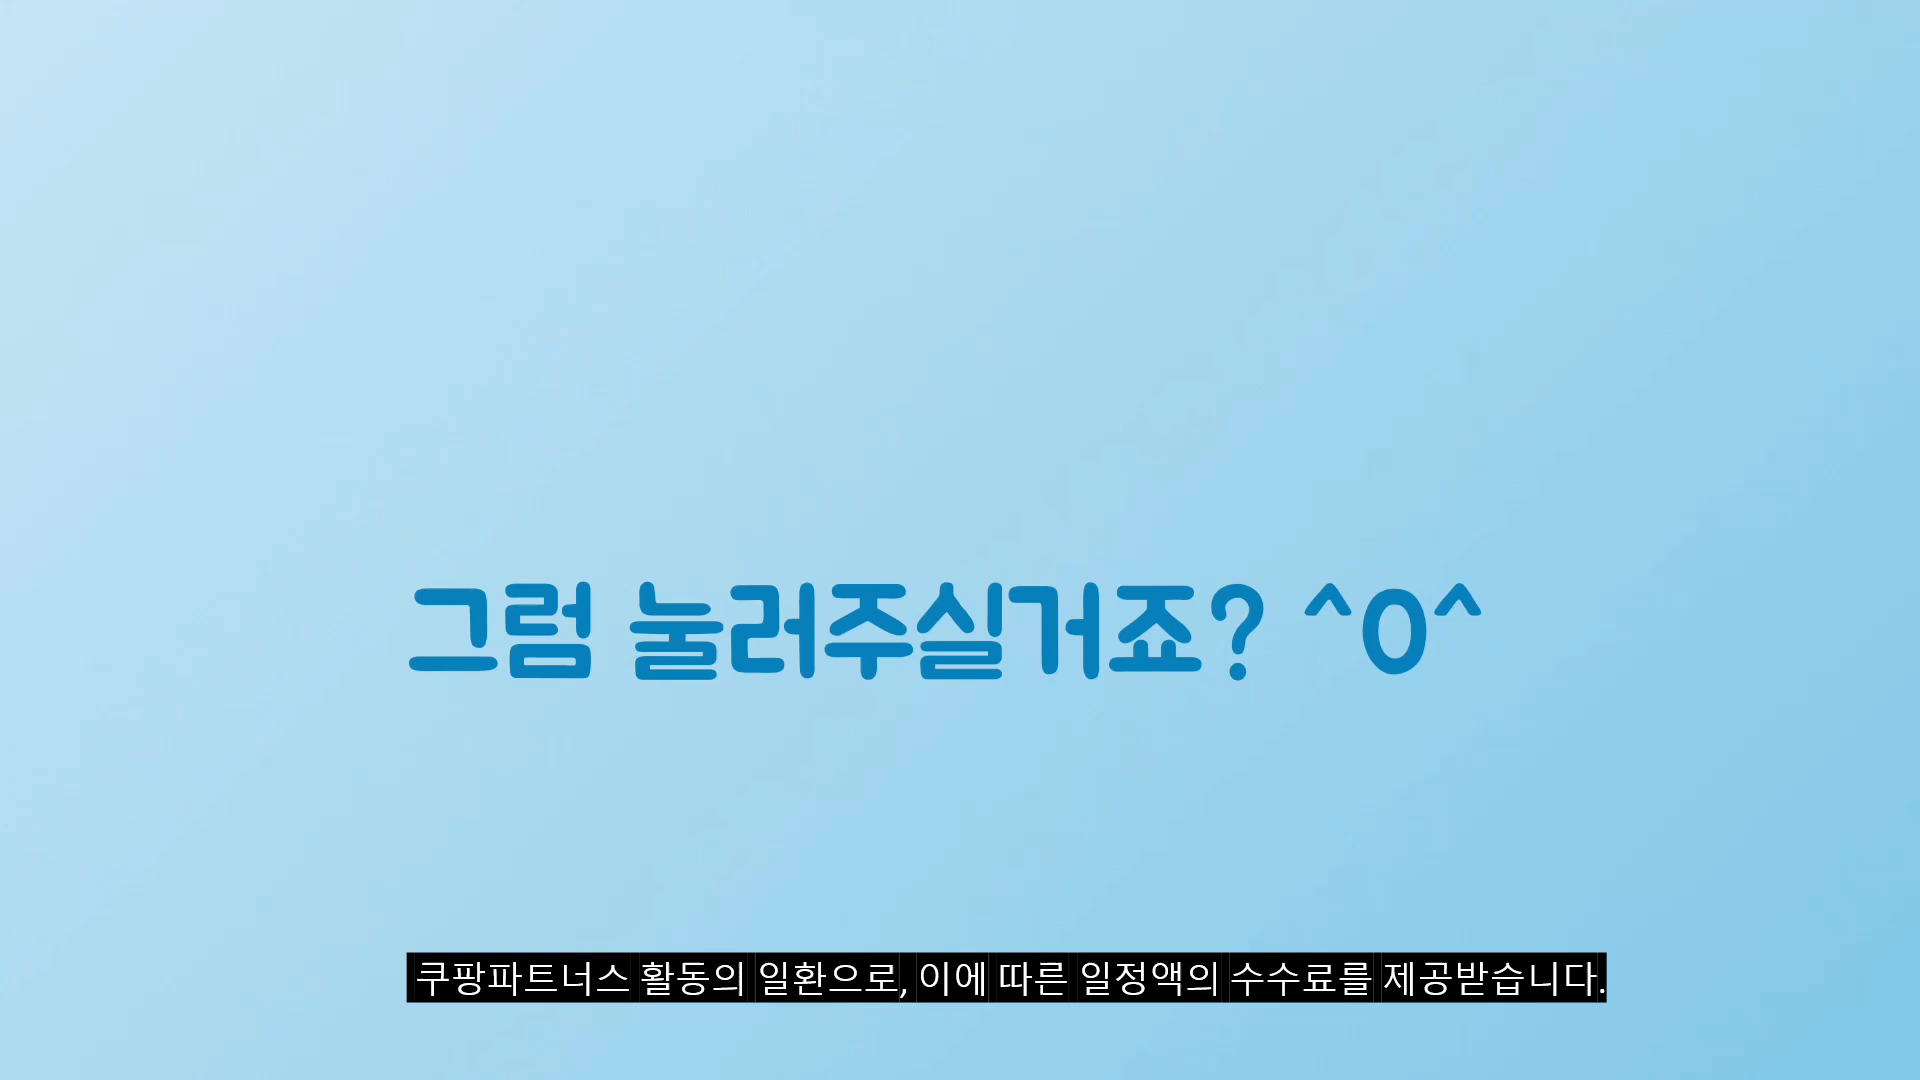 그럼 눌러주실거죠? ^0^
쿠팡파트너스 활동의 일환으로, 이에 따른 일정액의 수수료를 제공받습니다.